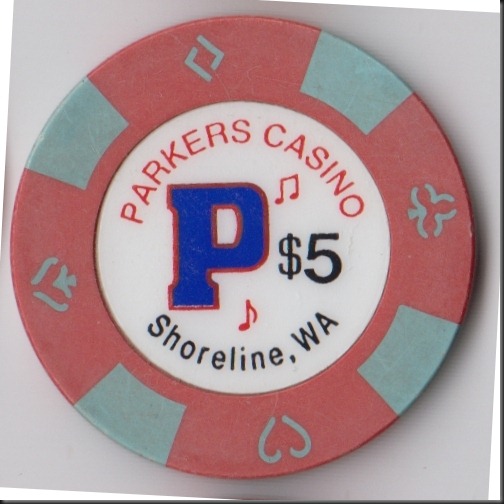 PARKERS CASINO
P
$5
Shoreline, WA